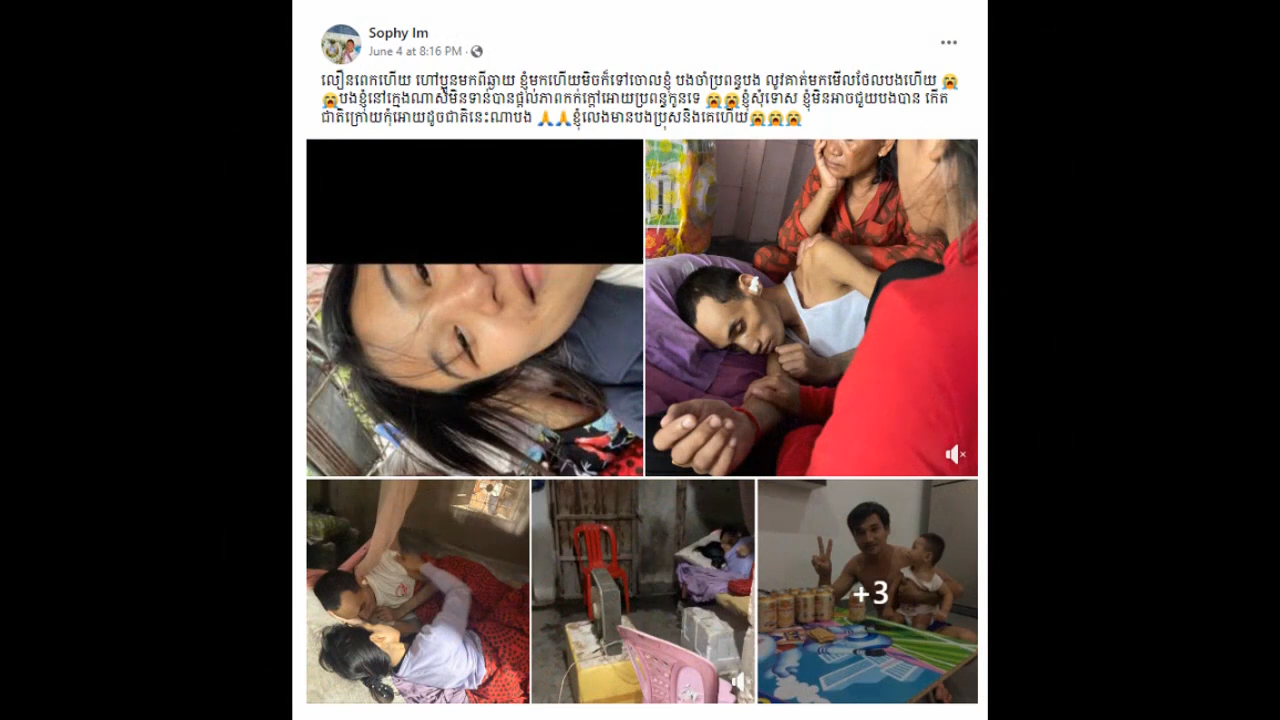 Sophy Im
June 4 at 8:16 PM ·
លឿនពេកហើយ ហៅប្អូនមកពីឆ្ងាយ ខ្ញុំមកហើយមិចក៏ទៅចោលខ្ញុំ បងចាំប្រពន្ធបង លូវគាត់មកមើលថែលបងហើយ 😭
😭បងខ្ញុំនៅក្មេងណាស់មិនទាន់បានផ្តល់ភាពកក់ក្តៅអោយប្រពន្ធកូនទេ 😭😭ខ្ញុំសុំទោស ខ្ញុំមិនអាចជួយបងបាន កើត
ជាតិក្រោយកុំអោយដូចជាតិនេះណាបង 🙏🙏ខ្ញុំលេងមានបងប្រុសនិងគេហើយ😭😭😭
+3